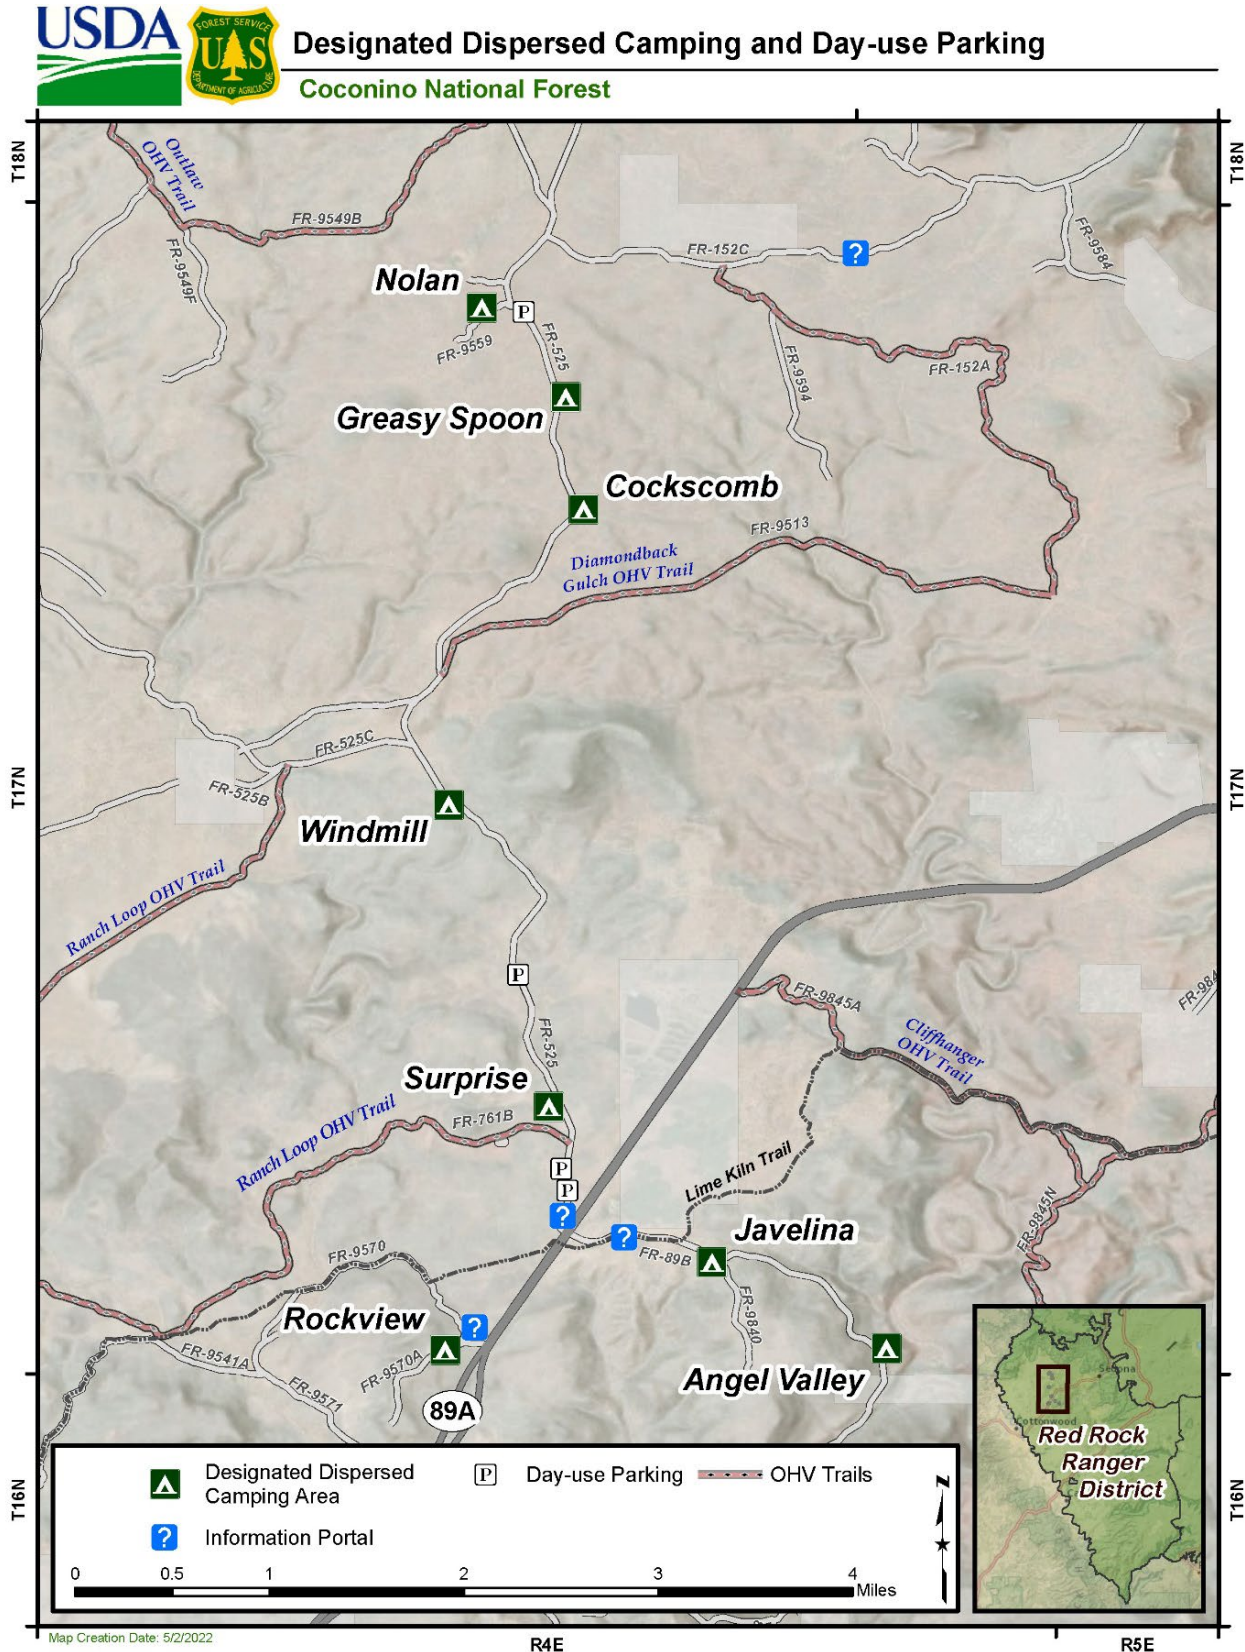 USDA
FOREST SERVICE
UAS
DEPARTMENT OF AGRICULTURE
Designated Dispersed Camping and Day-use Parking
Coconino National Forest
T18N
T18N
Outlaw
OHV Trail
FR-9549B
FR-9549F
FR-152C
?
FR-9584
Nolan
P
FR-9559
FR-525
FR-9594
FR-152A
Greasy Spoon
Cockscomb
FR-9513
Diamondback
Gulch OHV Trail
FR-525C
FR-525B
T17N
T17N
Windmill
Ranch Loop OHV Trail
P
FR-9845A
FR-984
FR-525
Cliffhanger
OHV Trail
Surprise
FR-761B
Ranch Loop OHV Trail
P
P
Lime Kiln Trail
?
?
Javelina
FR-9570
FR-89B
FR-9845N
Rockview
?
FR-9840
FR-9541A
FR-9570A
Angel Valley
FR-9571
89A
Sedona
Cottonwood
Red Rock
Ranger
District
Designated Dispersed
Camping Area
P
Day-use Parking
OHV Trails
?
Information Portal
N
0 0.5 1 2 3 4
Miles
T16N
T16N
Map Creation Date: 5/2/2022
R4E
R5E